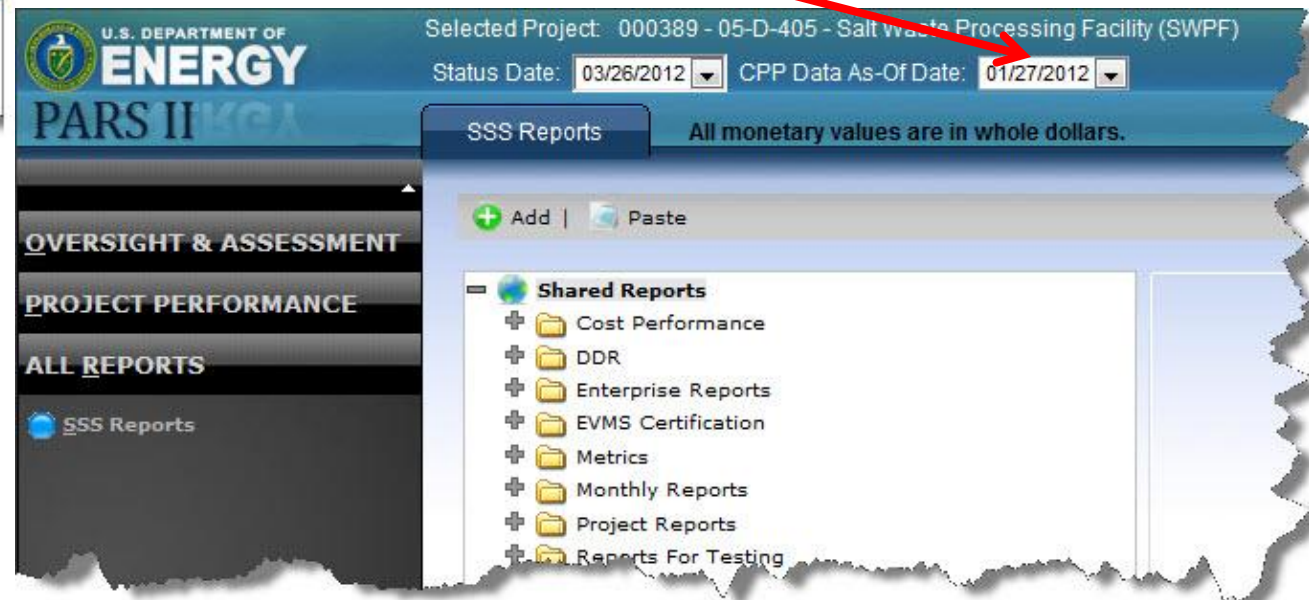 U.S. DEPARTMENT OF
ENERGY
PARS II
Selected Project: 000389 - 05-D-405 - Salt Waste Processing Facility (SWPF)
Status Date: 03/26/2012 CPP Data As-Of Date: 01/27/2012
SSS Reports All monetary values are in whole dollars.
Add | Paste
OVERSIGHT & ASSESSMENT
PROJECT PERFORMANCE
ALL REPORTS
SSS Reports
Shared Reports
Cost Performance
DDR
Enterprise Reports
EVMS Certification
Metrics
Monthly Reports
Project Reports
Reports For Testing